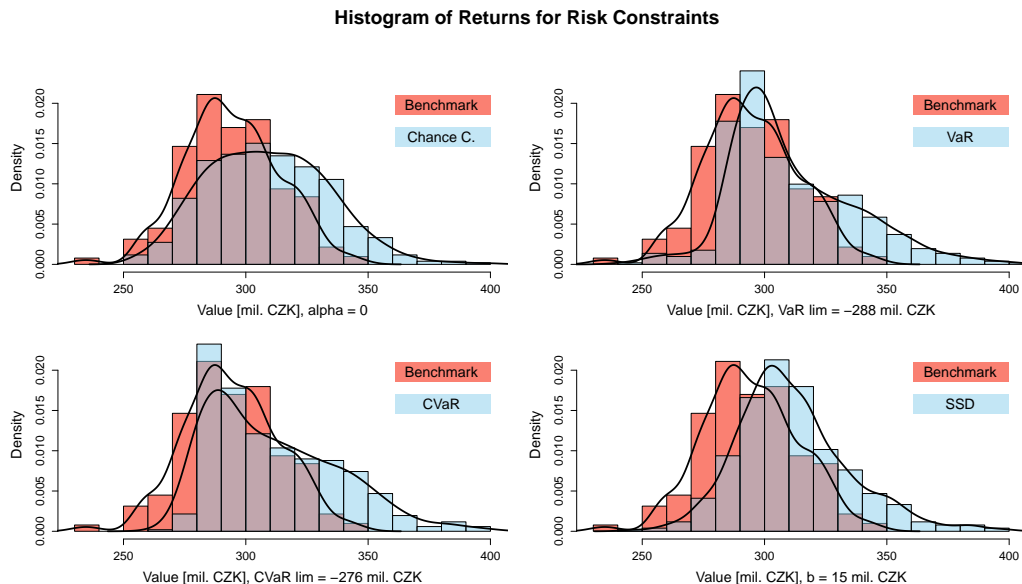 Histogram of Returns for Risk Constraints
Density
0.000 0.005 0.010 0.015 0.020
Benchmark
Chance C.
250 300 350 400
Value [mil. CZK], alpha = 0
Density
0.000 0.005 0.010 0.015 0.020
Benchmark
VaR
250 300 350 400
Value [mil. CZK], VaR lim = −288 mil. CZK
Density
0.000 0.005 0.010 0.015 0.020
Benchmark
CVaR
250 300 350 400
Value [mil. CZK], CVaR lim = −276 mil. CZK
Density
0.000 0.005 0.010 0.015 0.020
Benchmark
SSD
250 300 350 400
Value [mil. CZK], b = 15 mil. CZK